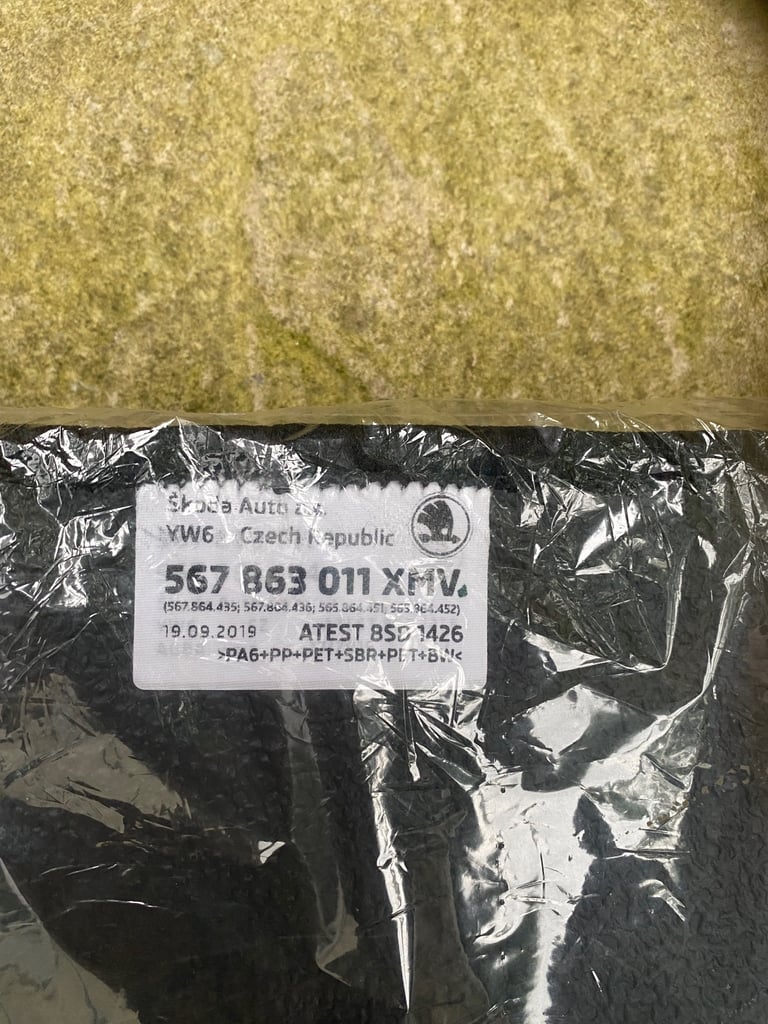 Škoda Auto a.s.
YW6 Czech Republic
567 863 011 XMV.
(567.864.435; 567.864.436; 565.864.451; 565.864.452)
19.09.2019 ATEST 8SD 1426
>PA6+PP+PET+SBR+PET+BW<